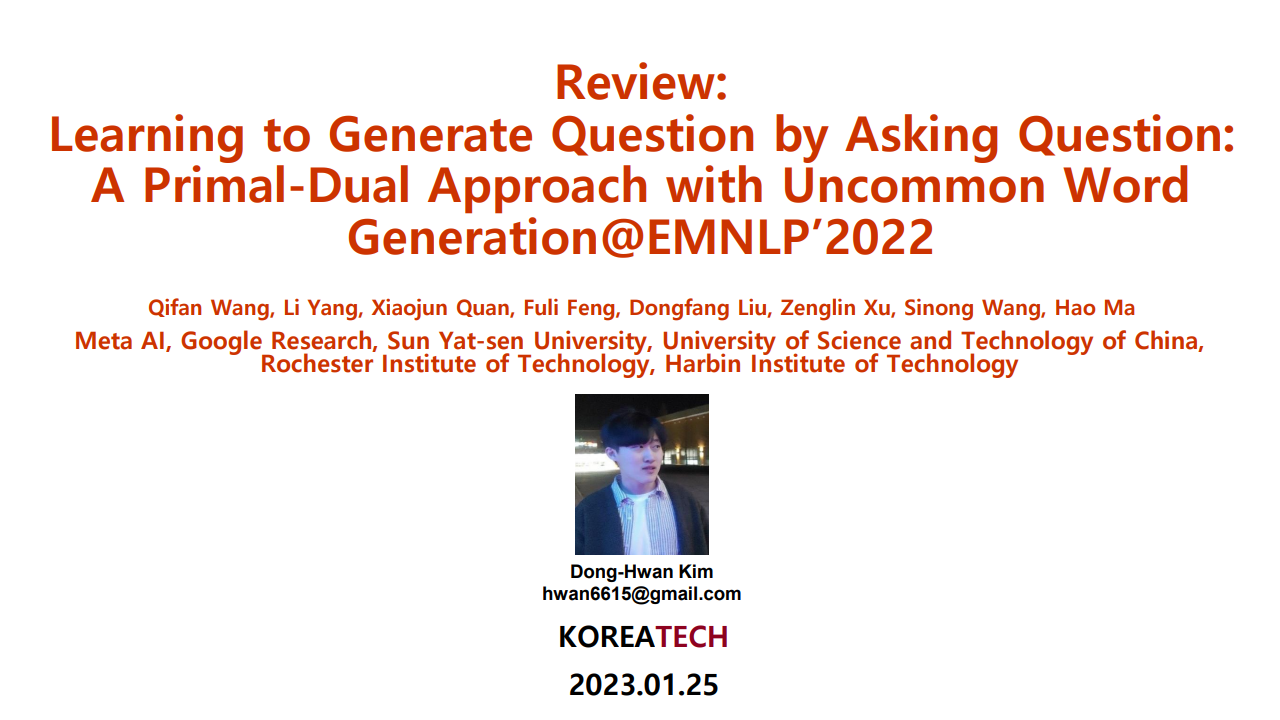 Review:
Learning to Generate Question by Asking Question:
A Primal-Dual Approach with Uncommon Word
Generation@EMNLP’2022
Qifan Wang, Li Yang, Xiaojun Quan, Fuli Feng, Dongfang Liu, Zenglin Xu, Sinong Wang, Hao Ma
Meta AI, Google Research, Sun Yat-sen University, University of Science and Technology of China,
Rochester Institute of Technology, Harbin Institute of Technology
Dong-Hwan Kim
hwan6615@gmail.com
KOREATECH
2023.01.25